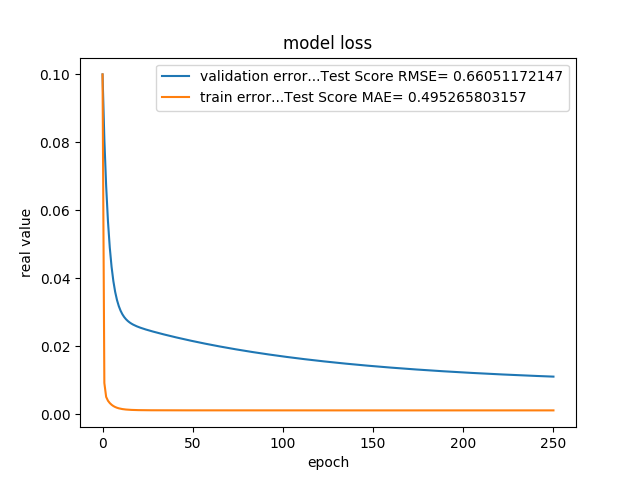 model loss
validation error...Test Score RMSE= 0.66051172147
train error...Test Score MAE= 0.495265803157
real value
0.10
0.08
0.06
0.04
0.02
0.00
0 50 100 150 200 250
epoch